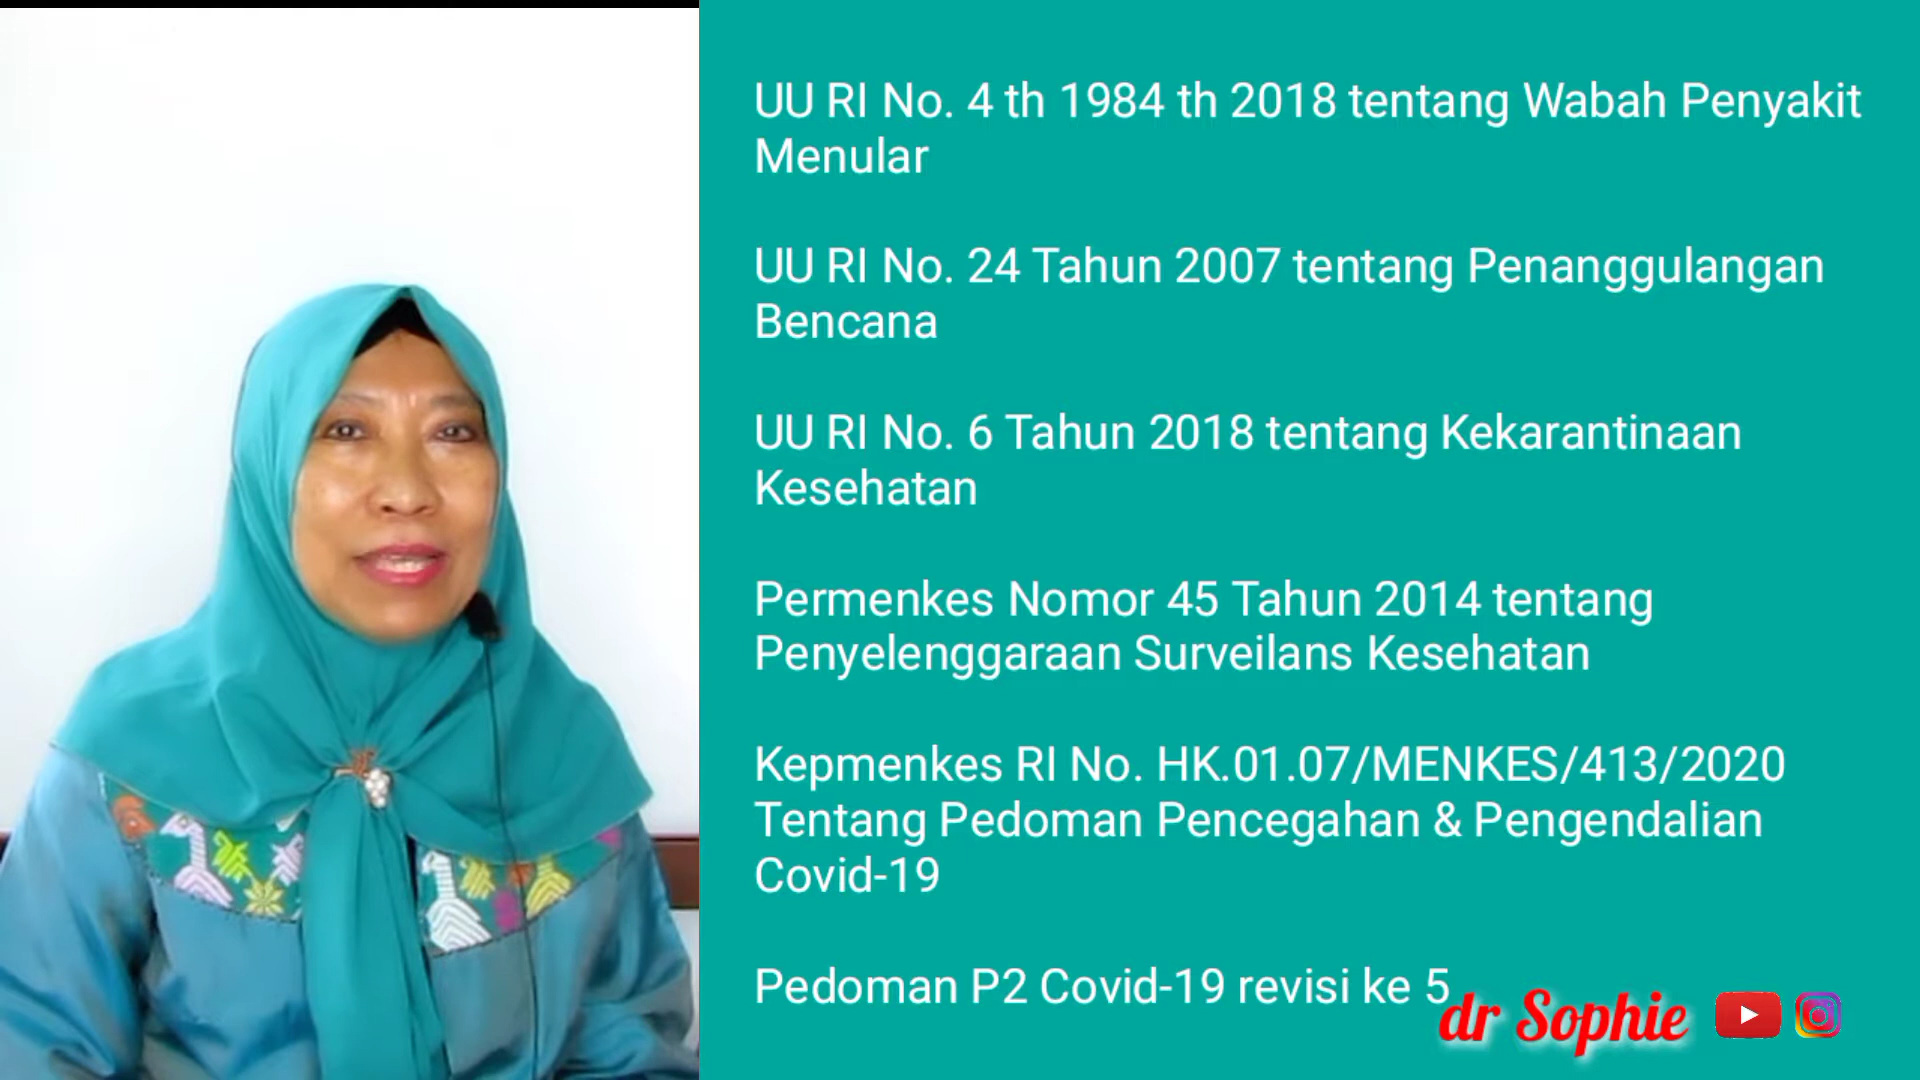 UU RI No. 4 th 1984 th 2018 tentang Wabah Penyakit
Menular
UU RI No. 24 Tahun 2007 tentang Penanggulangan
Bencana
UU RI No. 6 Tahun 2018 tentang Kekarantinaan
Kesehatan
Permenkes Nomor 45 Tahun 2014 tentang
Penyelenggaraan Surveilans Kesehatan
Kepmenkes RI No. HK.01.07/MENKES/413/2020
Tentang Pedoman Pencegahan & Pengendalian
Covid-19
Pedoman P2 Covid-19 revisi ke 5
dr Sophie